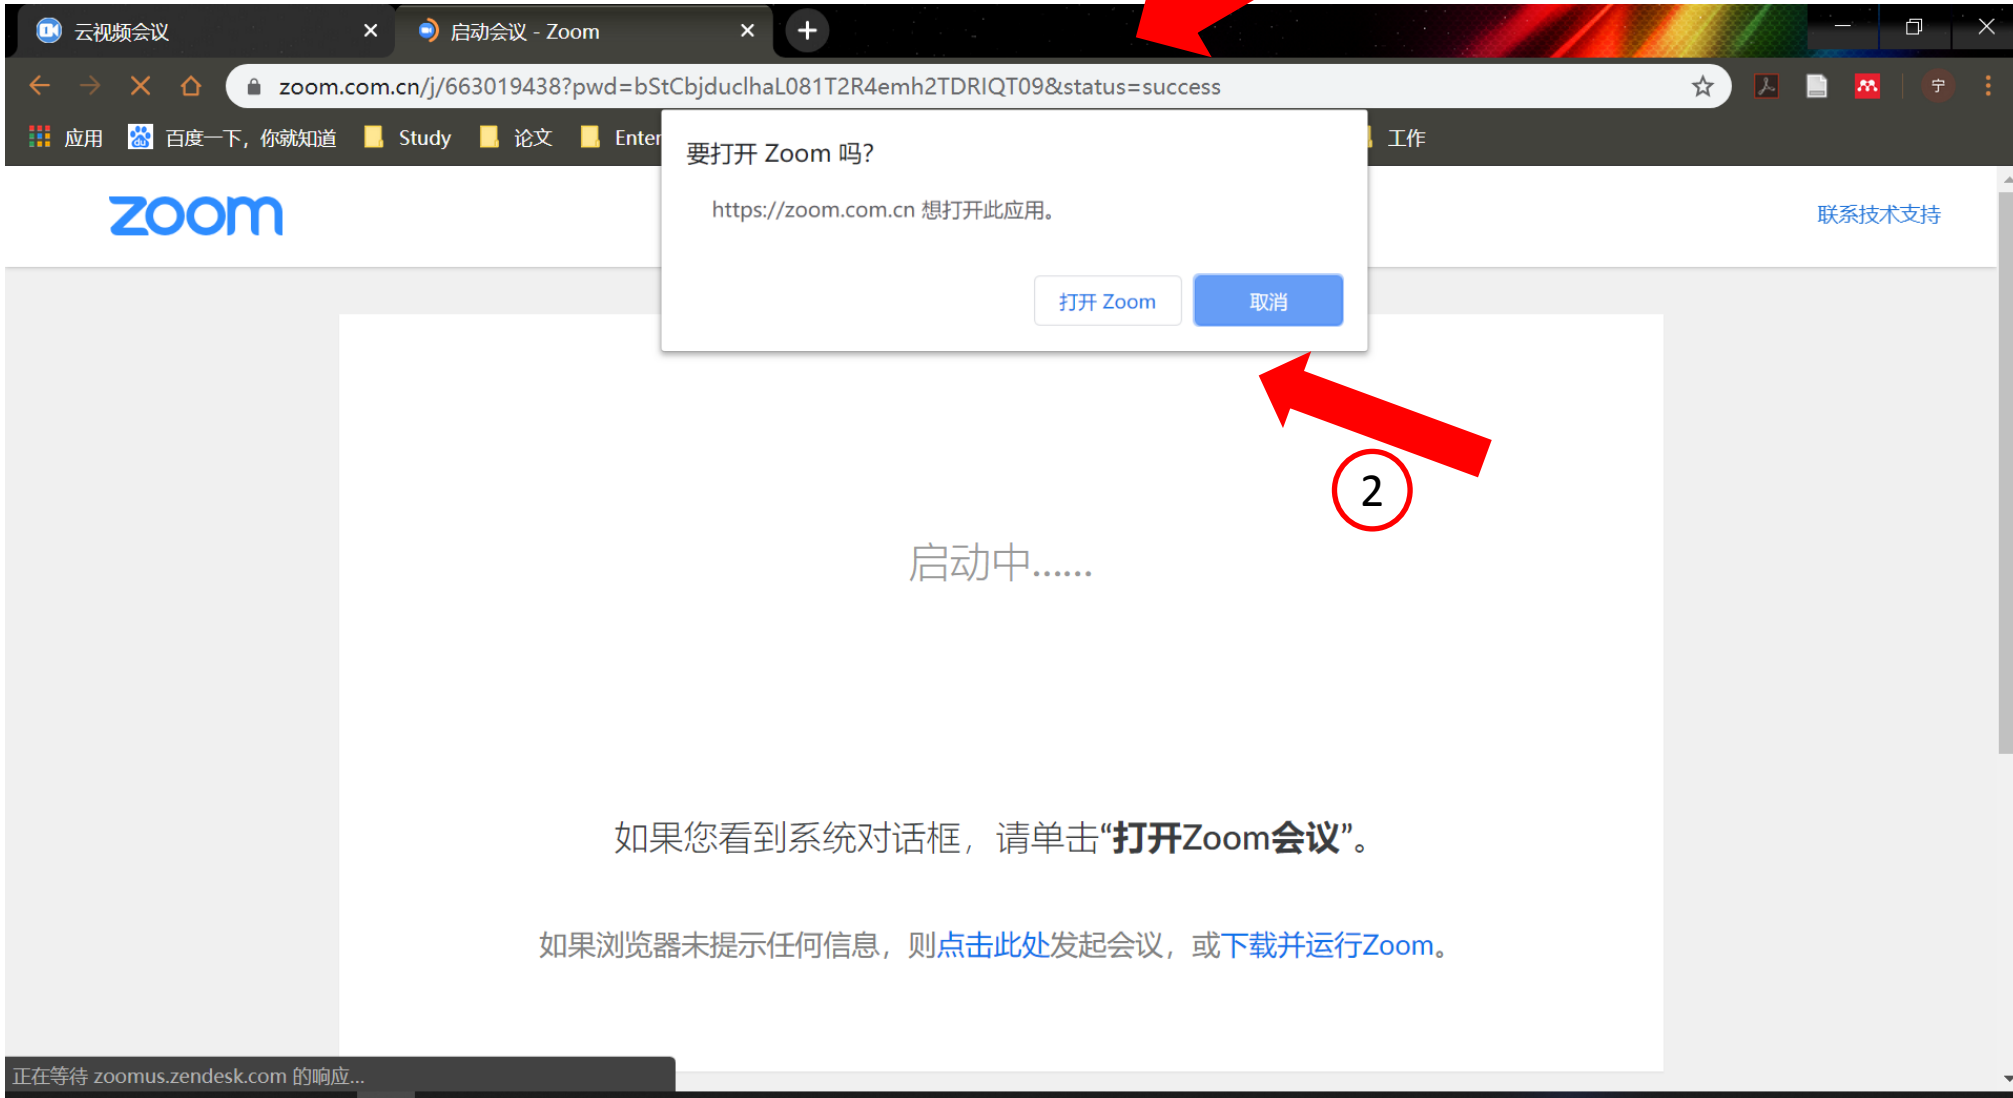 云视频会议
启动会议 - Zoom
zoom.com.cn/j/663019438?pwd=bStCbjduclhaL081T2R4emh2TDRIQT09&status=success
宁
应用
百度一下，你就知道
Study
论文
Enter
工作
要打开 Zoom 吗？
https://zoom.com.cn 想打开此应用。
打开 Zoom
取消
zoom
联系技术支持
2
启动中......
如果您看到系统对话框，请单击“打开Zoom会议”。
如果浏览器未提示任何信息，则点击此处发起会议，或下载并运行Zoom。
正在等待 zoomus.zendesk.com 的响应...